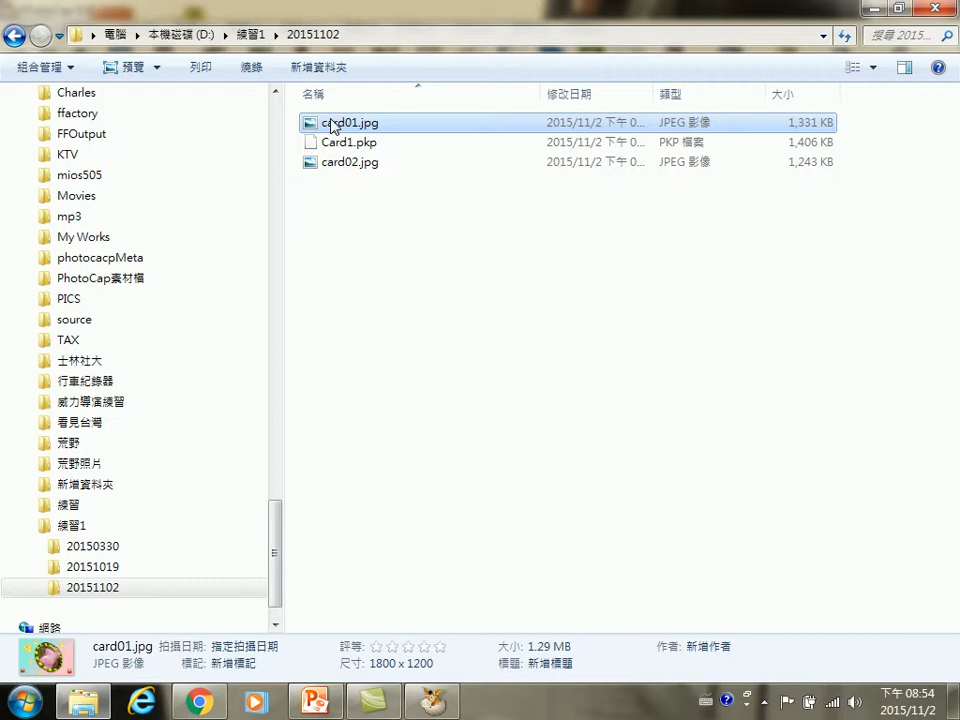 電腦 本機磁碟 (D:) 練習1 20151102 搜尋 2015...
組合管理 預覽 列印 燒錄 新增資料夾
名稱 修改日期 類型 大小
card01.jpg 2015/11/2 下午 0... JPEG 影像 1,331 KB
Card1.pkp 2015/11/2 下午 0... PKP 檔案 1,406 KB
card02.jpg 2015/11/2 下午 0... JPEG 影像 1,243 KB
Charles
ffactory
FFOutput
KTV
mios505
Movies
mp3
My Works
photocacpMeta
PhotoCap素材檔
PICS
source
TAX
士林社大
行車紀錄器
威力導演練習
看見台灣
荒野
荒野照片
新增資料夾
練習
練習1
20150330
20151019
20151102
網路
card01.jpg 拍攝日期: 指定拍攝日期 評等: 大小: 1.29 MB 作者: 新增作者
JPEG 影像 標記: 新增標記 尺寸: 1800 x 1200 標題: 新增標題
下午 08:54
2015/11/2